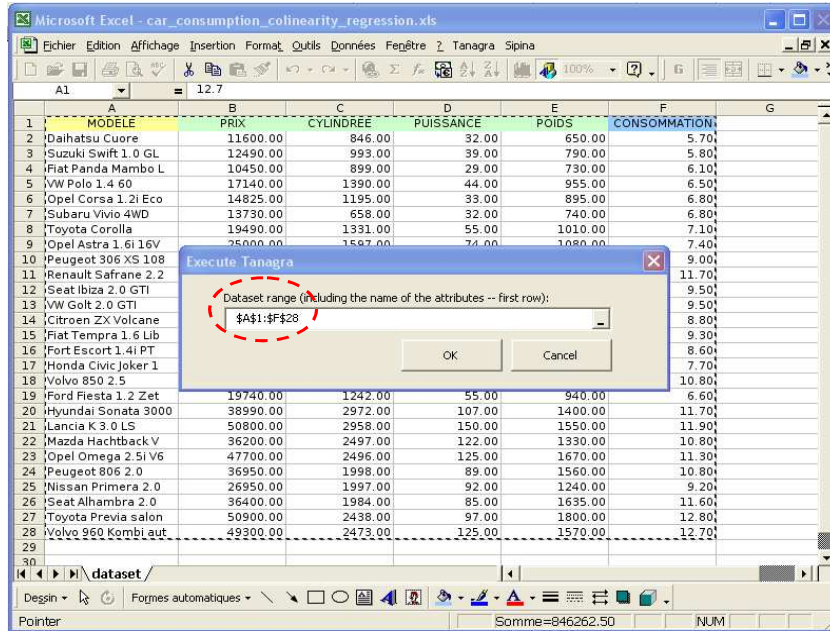 Microsoft Excel - car_consumption_colinearity_regression.xls
Fichier Edition Affichage Insertion Format Outils Données Fenêtre ? Tanagra Sipina
100% G
A1 = 12.7
A B C D E F G
1 MODELE PRIX CYLINDREE PUISSANCE POIDS CONSOMMATION
2 Daihatsu Cuore 11600.00 846.00 32.00 650.00 5.70
3 Suzuki Swift 1.0 GL 12490.00 993.00 39.00 790.00 5.80
4 Fiat Panda Mambo L 10450.00 899.00 29.00 730.00 6.10
5 VW Polo 1.4 60 17140.00 1390.00 44.00 955.00 6.50
6 Opel Corsa 1.2i Eco 14825.00 1195.00 33.00 895.00 6.80
7 Subaru Vivio 4WD 13730.00 658.00 32.00 740.00 6.80
8 Toyota Corolla 19490.00 1331.00 55.00 1010.00 7.10
9 Opel Astra 1.6i 16V 25000.00 1597.00 74.00 1080.00 7.40
10 Peugeot 306 XS 108 9.00
11 Renault Safrane 2.2 11.70
12 Seat Ibiza 2.0 GTI 9.50
13 VW Golt 2.0 GTI 9.50
14 Citroen ZX Volcane 8.80
15 Fiat Tempra 1.6 Lib 9.30
16 Fort Escort 1.4i PT 8.60
17 Honda Civic Joker 1 7.70
18 Volvo 850 2.5 10.80
Execute Tanagra
Dataset range (including the name of the attributes -- first row):
$A$1:$F$28
OK Cancel
19 Ford Fiesta 1.2 Zet 19740.00 1242.00 55.00 940.00 6.60
20 Hyundai Sonata 3000 38990.00 2972.00 107.00 1400.00 11.70
21 Lancia K 3.0 LS 50800.00 2958.00 150.00 1550.00 11.90
22 Mazda Hachtback V 36200.00 2497.00 122.00 1330.00 10.80
23 Opel Omega 2.5i V6 47700.00 2496.00 125.00 1670.00 11.30
24 Peugeot 806 2.0 36950.00 1998.00 89.00 1560.00 10.80
25 Nissan Primera 2.0 26950.00 1997.00 92.00 1240.00 9.20
26 Seat Alhambra 2.0 36400.00 1984.00 85.00 1635.00 11.60
27 Toyota Previa salon 50900.00 2438.00 97.00 1800.00 12.80
28 Volvo 960 Kombi aut 49300.00 2473.00 125.00 1570.00 12.70
29
30
dataset
Dessin Formes automatiques
Pointer Somme=846262.50 NUM